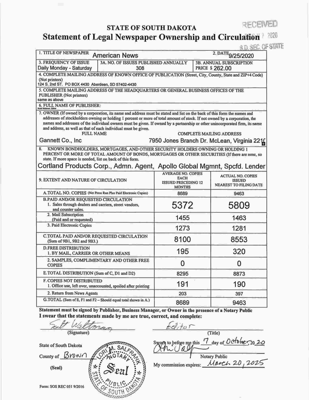 STATE OF SOUTH DAKOTA
RECEIVED
Statement of Legal Newspaper Ownership and Circulation
S.D. SEC. OF STATE
1. TITLE OF NEWSPAPER American News 2. DATE 9/25/2020
3. FREQUENCY OF ISSUE 3A. NO. OF ISSUES PUBLISHED ANNUALLY 3B. ANNUAL SUBSCRIPTION
Daily Monday - Saturday 308 PRICE $ 262.00
4. COMPLETE MAILING ADDRESS OF KNOWN OFFICE OF PUBLICATION (Street, City, County, State and ZIP+4 Code)
(Not printers)
124 S. 2nd ST. PO BOX 4430 Aberdeen, SD 57402-4430
5. COMPLETE MAILING ADDRESS OF THE HEADQUARTERS OR GENERAL BUSINESS OFFICES OF THE
PUBLISHER (Not printers)
same as above
6. FULL NAME OF PUBLISHER:
7. OWNER (If owned by a corporation, its name and address must be stated and list on the back of this form the names and
addresses of stockholders owning or holding 1 percent or more of total amount of stock. If not owned by a corporation, the
names and addresses of the individual owners must be given. If owned by a partnership or other unincorporated firm, its name
and address, as well as that of each individual must be given.
FULL NAME COMPLETE MAILING ADDRESS
Gannett Co., Inc 7950 Jones Branch Dr. McLean, Virginia
8. KNOWN BONDHOLDERS, MORTGAGES, AND OTHER SECURITY HOLDERS OWNING OR HOLDING 1
PERCENT OR MORE OF TOTAL AMOUNT OF BONDS, MORTGAGES OR OTHER SECURITIES (If there are none, so
state. If more space is needed, list on back of this form.
Cortland Products Corp., Admn. Agent, Apollo Global Mgmnt, Spcfd. Lender
9. EXTENT AND NATURE OF CIRCULATION AVERAGE NO. COPIES EACH ISSUED PRECEDING 12 MONTHS ACTUAL NO. COPIES ISSUED NEAREST TO FILING DATE
A. TOTAL NO. COPIES 8689 9463
B. PAID AND/OR REQUESTED CIRCULATION
1. Sales through dealers and carriers, street vendors, and counter sales 5372 5809
2. Mail Subscription (Paid and/or requested) 1455 1463
3. Paid Electronic Copies 1273 1281
C. TOTAL PAID AND/OR REQUESTED CIRCULATION
(Sum of 9B1, 9B2 and 9B3.) 8100 8553
D. FREE DISTRIBUTION
1. BY MAIL, CARRIER OR OTHER MEANS 195 320
2. SAMPLES, COMPLIMENTARY AND OTHER FREE COPIES 0 0
E. TOTAL DISTRIBUTION (Sum of C, D1 and D2) 8295 8873
F. COPIES NOT DISTRIBUTED
1. Office use, left over, unaccounted, spoiled after printing 191 190
2. Return from News Agents 203 397
G. TOTAL (Sum of E, F1 and F2 - Should equal total shown in A.) 8689 9463
Statement must be signed by Publisher, Business Manager, or Owner in the presence of a Notary Public
I swear that the statements made by me are true, correct, and complete:
Editor
(Signature) (Title)
State of South Dakota
Sworn to before me this 7 day of October 2020
County of Brown
Notary Public
(Seal)
My commission expires: March 20, 2025
NOTARY
Seal
PUBLIC
SOUTH DAKOTA
Form: SOS REC 051 9/2016